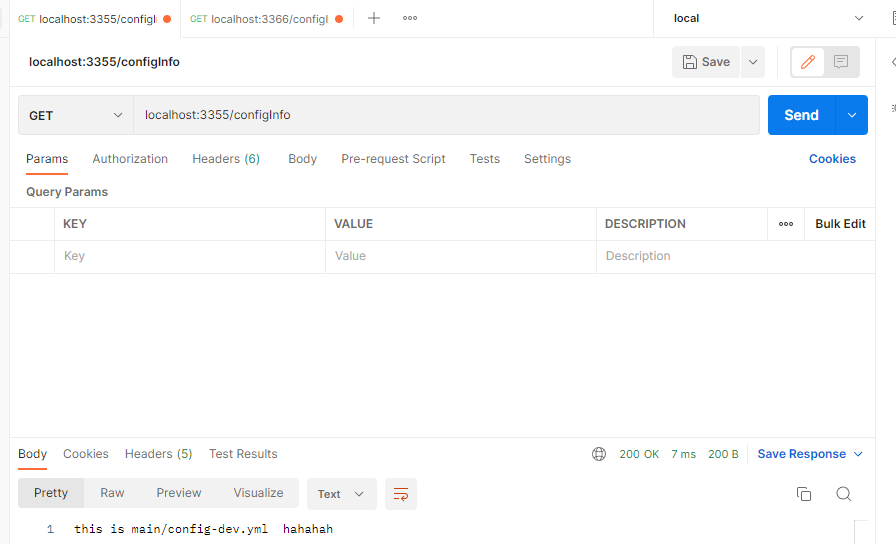 GET localhost:3355/configI
GET localhost:3366/configI
local
localhost:3355/configInfo
Save
GET localhost:3355/configInfo Send
Params Authorization Headers (6) Body Pre-request Script Tests Settings Cookies
Query Params
KEY VALUE DESCRIPTION Bulk Edit
Key Value Description
Body Cookies Headers (5) Test Results 200 OK 7 ms 200 B Save Response
Pretty Raw Preview Visualize Text
1 this is main/config-dev.yml hahahah